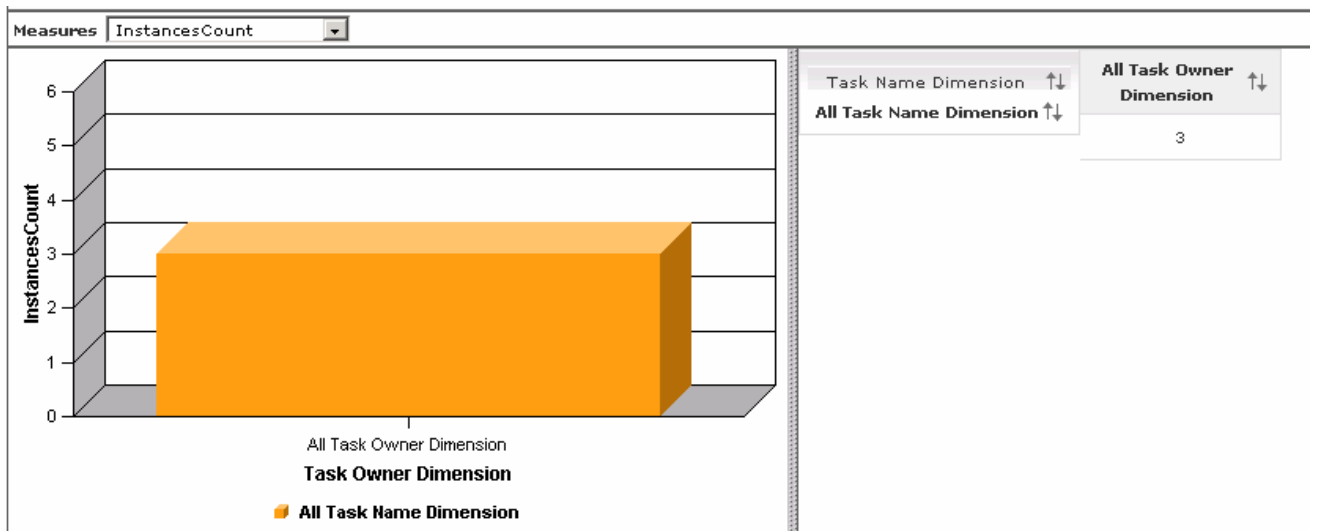 Measures InstancesCount
6
5
4
3
2
1
0
InstancesCount
All Task Owner Dimension
Task Owner Dimension
All Task Name Dimension
Task Name Dimension
All Task Name Dimension
All Task Owner
Dimension
3